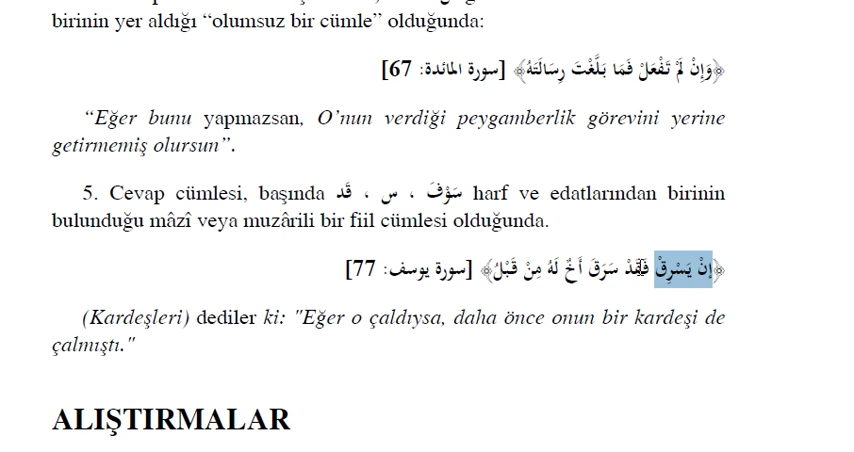 birinin yer aldığı “olumsuz bir cümle” olduğunda:
﴿وَإِنْ لَمْ تَفْعَلْ فَمَا بَلَّغْتَ رِسَالَتَهُ﴾ [سورة المائدة: 67]
“Eğer bunu yapmazsan, O’nun verdiği peygamberlik görevini yerine
getirmemiş olursun”.
5. Cevap cümlesi, başında سَوْفَ ، س ، قَد harf ve edatlarından birinin
bulunduğu mâzî veya muzârili bir fiil cümlesi olduğunda.
﴿إِنْ يَسْرِقْ فَقَدْ سَرَقَ أَخٌ لَهُ مِنْ قَبْلُ﴾ [سورة يوسف: 77]
(Kardeşleri) dediler ki: "Eğer o çaldıysa, daha önce onun bir kardeşi de
çalmıştı."
ALIŞTIRMALAR